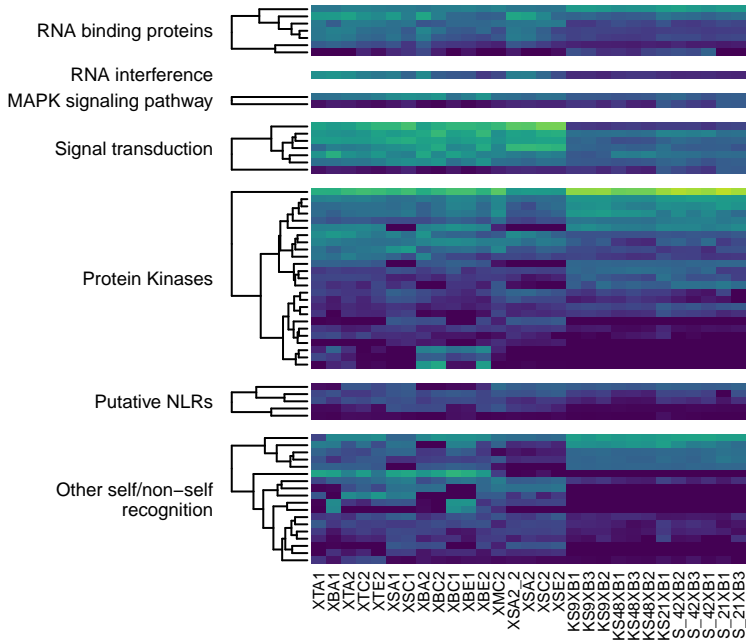 RNA binding proteins
RNA interference
MAPK signaling pathway
Signal transduction
Protein Kinases
Putative NLRs
Other self/non−self
recognition
XTA1
XBA1
XTA2
XTC2
XTE2
XSA1
XSC1
XBA2
XBC2
XBC1
XBE1
XBE2
XMC2
XSA2_2
XSA2
XSC2
XSE2
KS9XB1
KS9XB3
KS9XB2
KS48XB1
KS48XB3
KS48XB2
KS21XB1
S_42XB2
S_42XB3
S_42XB1
S_21XB1
S_21XB3